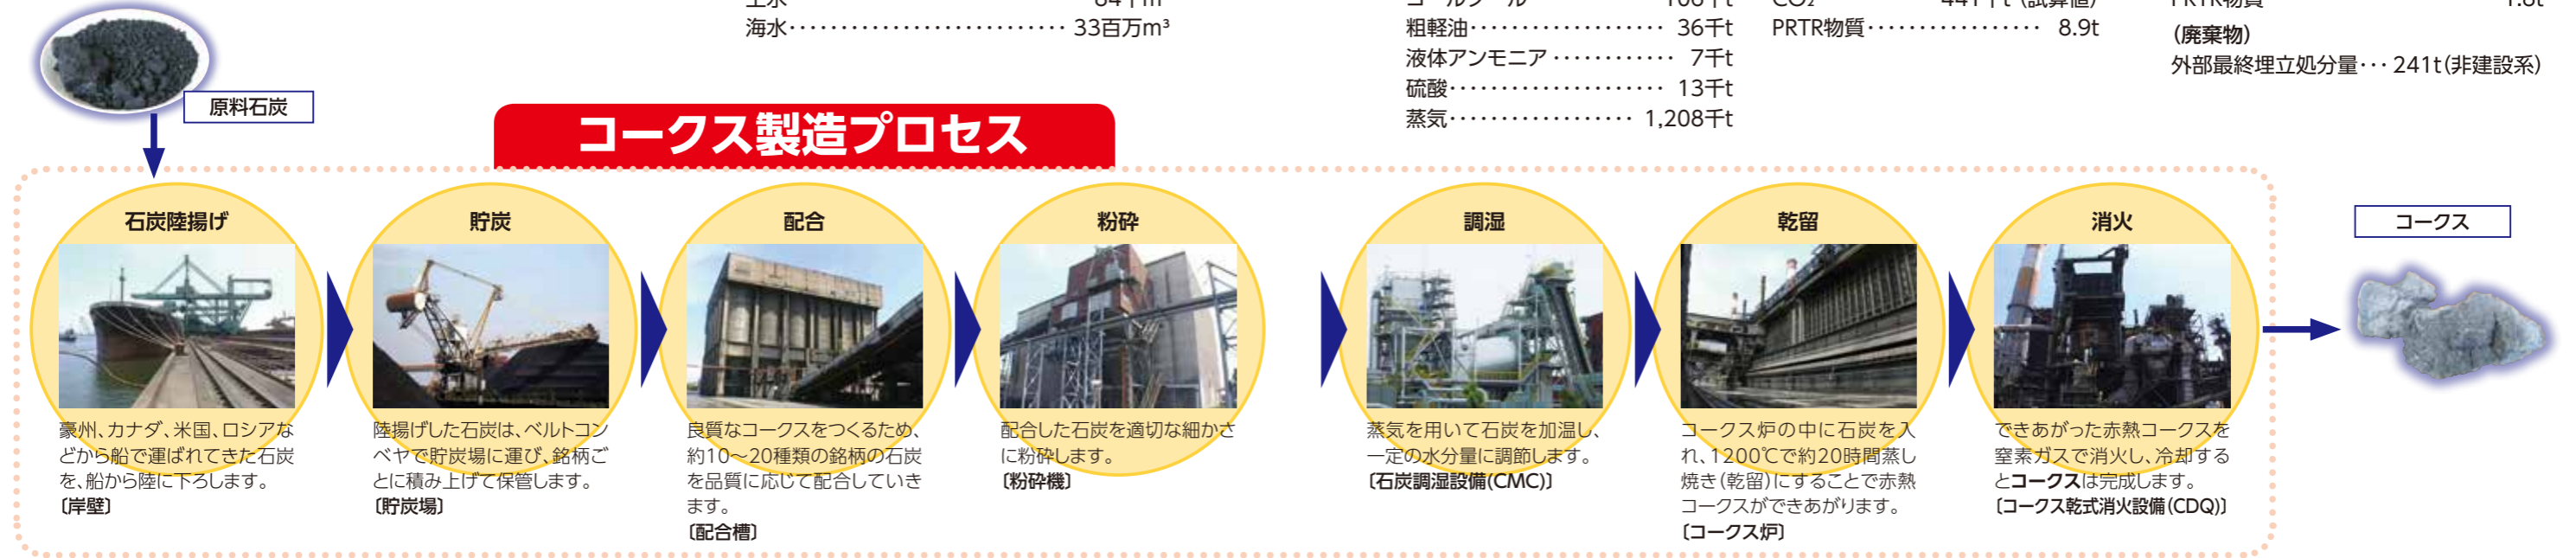 海水・・・・・・・・・・・・・・・・・・・・・・・・・・・ 33百万m³
粗軽油・・・・・・・・・・・・・・・・・・・ 36千t
液体アンモニア・・・・・・・・・・・・ 7千t
硫酸・・・・・・・・・・・・・・・・・・・・・ 13千t
蒸気・・・・・・・・・・・・・・・・・・ 1,208千t
PRTR物質・・・・・・・・・・・・・・・・・ 8.9t
(廃棄物)
外部最終埋立処分量・・・241t(非建設系)
原料石炭
コークス製造プロセス
石炭陸揚げ
豪州、カナダ、米国、ロシアな
どから船で運ばれてきた石炭
を、船から陸に下ろします。
〔岸壁〕
貯炭
陸揚げした石炭は、ベルトコン
ベヤで貯炭場に運び、銘柄ご
とに積み上げて保管します。
〔貯炭場〕
配合
良質なコークスをつくるため、
約10～20種類の銘柄の石炭
を品質に応じて配合していき
ます。
〔配合槽〕
粉砕
配合した石炭を適切な細かさ
に粉砕します。
〔粉砕機〕
調湿
蒸気を用いて石炭を加温し、
一定の水分量に調節します。
〔石炭調湿設備(CMC)〕
乾留
コークス炉の中に石炭を入
れ、1200℃で約20時間蒸し
焼き(乾留)にすることで赤熱
コークスができあがります。
〔コークス炉〕
消火
できあがった赤熱コークスを
窒素ガスで消火し、冷却する
とコークスは完成します。
〔コークス乾式消火設備(CDQ)〕
コークス